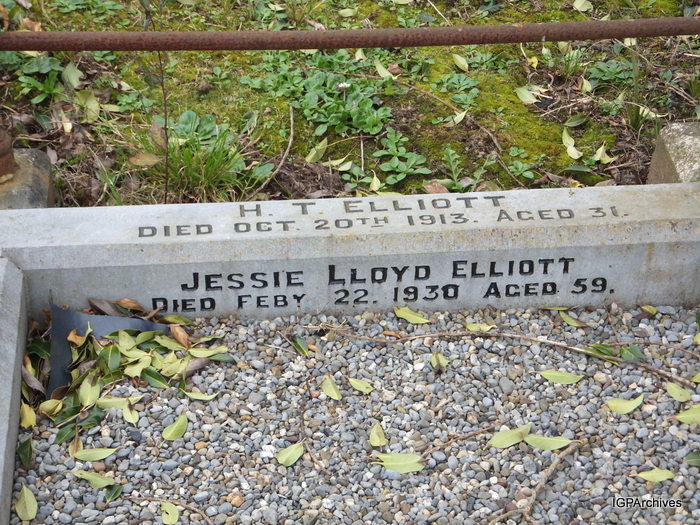 H. T. ELLIOTT
DIED OCT. 20TH 1913. AGED 31.
JESSIE LLOYD ELLIOTT
DIED FEBY 22. 1930 AGED 59.
IGPArchives